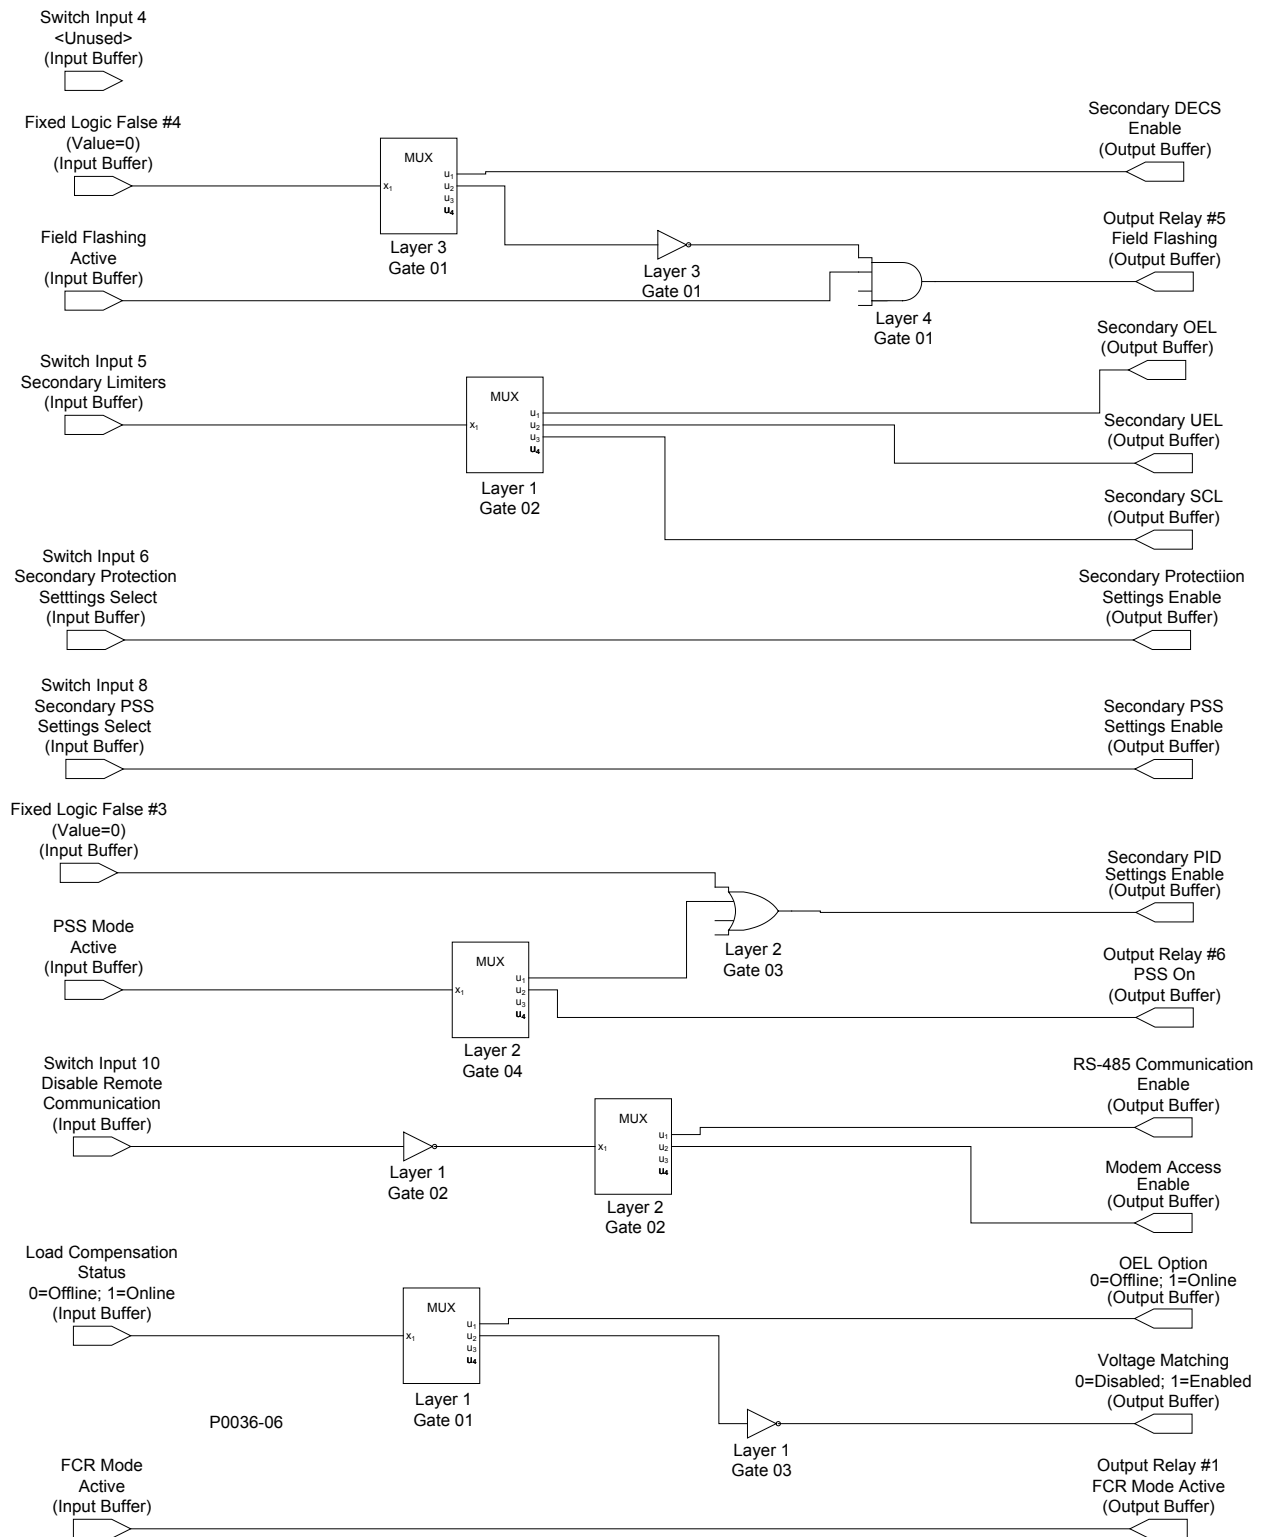 Switch Input 4
<Unused>
(Input Buffer)
Fixed Logic False #4
(Value=0)
(Input Buffer)
MUX
x1
u1
u2
u3
u4
Layer 3
Gate 01
Secondary DECS
Enable
(Output Buffer)
Field Flashing
Active
(Input Buffer)
Layer 3
Gate 01
Layer 4
Gate 01
Output Relay #5
Field Flashing
(Output Buffer)
Switch Input 5
Secondary Limiters
(Input Buffer)
MUX
x1
u1
u2
u3
u4
Layer 1
Gate 02
Secondary OEL
(Output Buffer)
Secondary UEL
(Output Buffer)
Secondary SCL
(Output Buffer)
Switch Input 6
Secondary Protection
Setttings Select
(Input Buffer)
Secondary Protectiion
Settings Enable
(Output Buffer)
Switch Input 8
Secondary PSS
Settings Select
(Input Buffer)
Secondary PSS
Settings Enable
(Output Buffer)
Fixed Logic False #3
(Value=0)
(Input Buffer)
Layer 2
Gate 03
Secondary PID
Settings Enable
(Output Buffer)
PSS Mode
Active
(Input Buffer)
MUX
x1
u1
u2
u3
u4
Layer 2
Gate 04
Output Relay #6
PSS On
(Output Buffer)
Switch Input 10
Disable Remote
Communication
(Input Buffer)
Layer 1
Gate 02
MUX
x1
u1
u2
u3
u4
Layer 2
Gate 02
RS-485 Communication
Enable
(Output Buffer)
Modem Access
Enable
(Output Buffer)
Load Compensation
Status
0=Offline; 1=Online
(Input Buffer)
MUX
x1
u1
u2
u3
u4
Layer 1
Gate 01
OEL Option
0=Offline; 1=Online
(Output Buffer)
Voltage Matching
0=Disabled; 1=Enabled
(Output Buffer)
Layer 1
Gate 03
P0036-06
FCR Mode
Active
(Input Buffer)
Output Relay #1
FCR Mode Active
(Output Buffer)